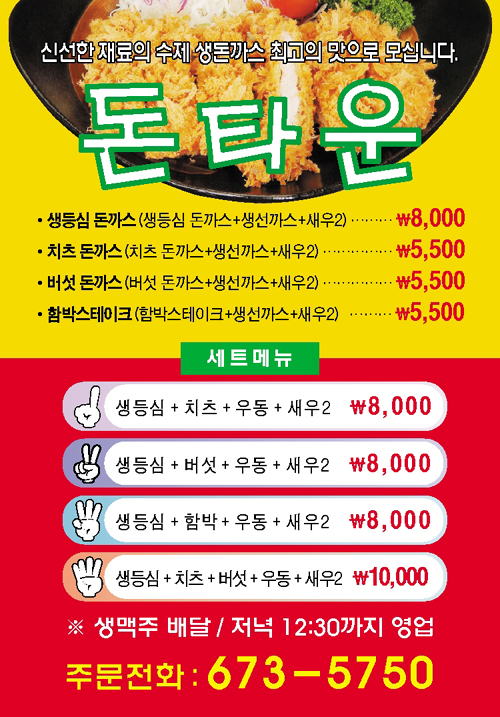 신선한 재료의 수제 생돈까스 최고의 맛으로 모십니다.
돈타운
• 생등심 돈까스 (생등심 돈까스+생선까스+새우2) ········· ₩8,000
• 치츠 돈까스 (치츠 돈까스+생선까스+새우2) ··············· ₩5,500
• 버섯 돈까스 (버섯 돈까스+생선까스+새우2) ··············· ₩5,500
• 함박스테이크 (함박스테이크+생선까스+새우2) ········· ₩5,500
세트메뉴
생등심 + 치츠 + 우동 + 새우2 ₩8,000
생등심 + 버섯 + 우동 + 새우2 ₩8,000
생등심 + 함박 + 우동 + 새우2 ₩8,000
생등심 + 치츠 + 버섯 + 우동 + 새우2 ₩10,000
※ 생맥주 배달 / 저녁 12:30까지 영업
주문전화 : 673-5750